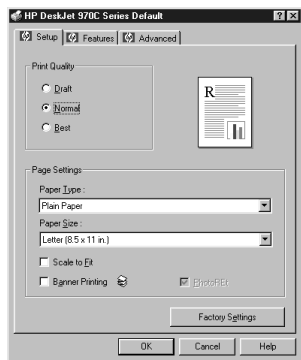 HP DeskJet 970C Series Default
Setup Features Advanced
Print Quality
Draft
Normal
Best
R
Page Settings
Paper Type :
Plain Paper
Paper Size :
Letter (8.5 x 11 in.)
Scale to Fit
Banner Printing PhotoREt
Factory Settings
OK Cancel Help